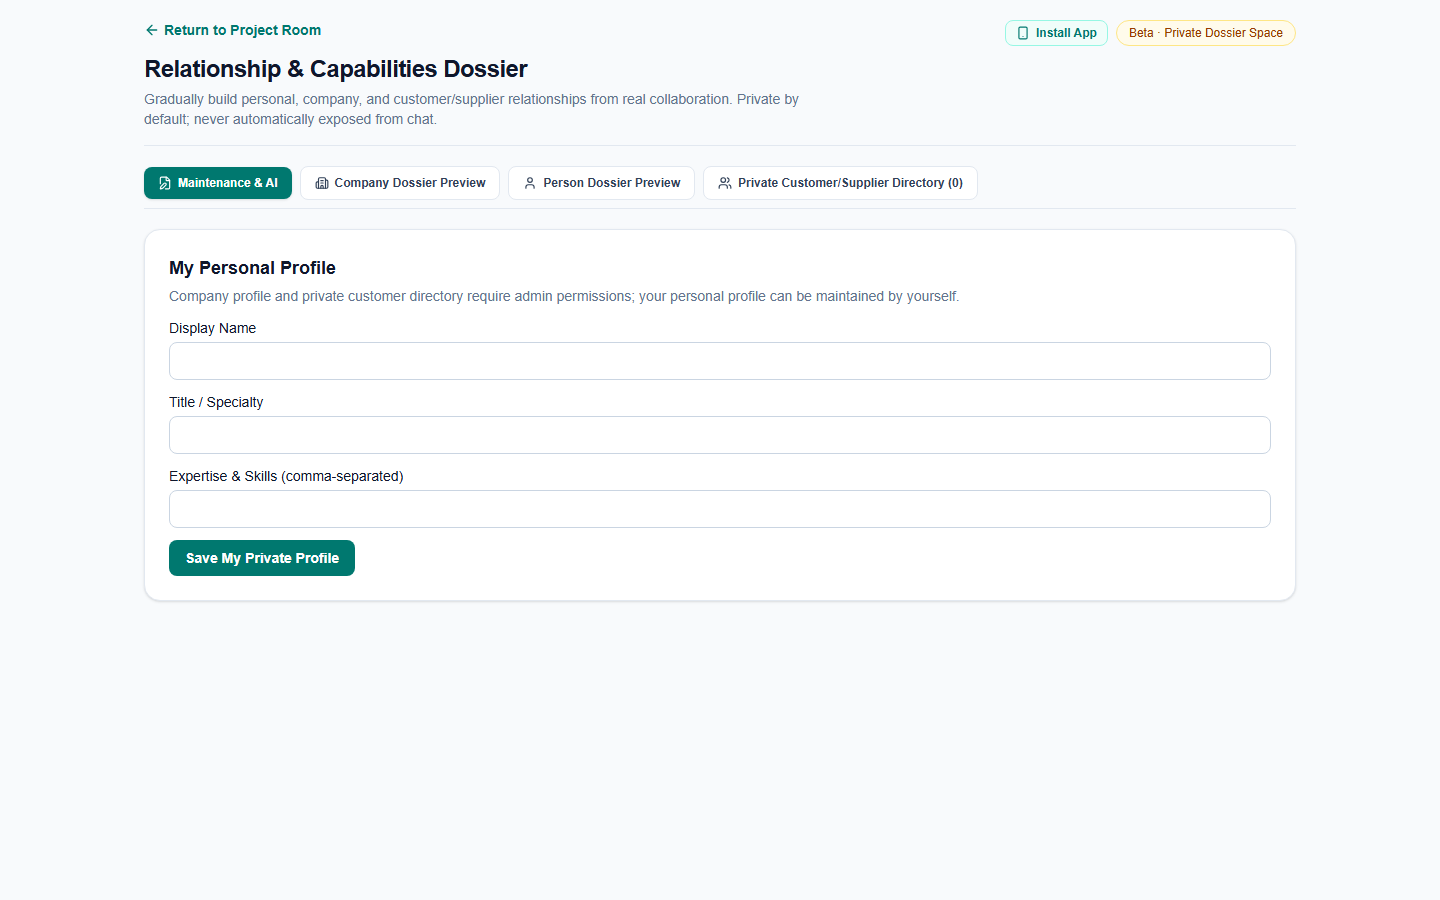 Return to Project Room
Install App
Beta · Private Dossier Space
Relationship & Capabilities Dossier
Gradually build personal, company, and customer/supplier relationships from real collaboration. Private by
default; never automatically exposed from chat.
Maintenance & AI
Company Dossier Preview
Person Dossier Preview
Private Customer/Supplier Directory (0)
My Personal Profile
Company profile and private customer directory require admin permissions; your personal profile can be maintained by yourself.
Display Name
Title / Specialty
Expertise & Skills (comma-separated)
Save My Private Profile